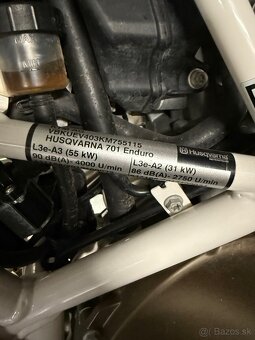 VBKUEV403KM755115
HUSQVARNA 701 Enduro
L3e-A3 (55 kW)
L3e-A2 (31 kW)
90 dB(A)- 4000 U/min
86 dB(A)- 2750 U/min
Husqvarna
Bazos.sk